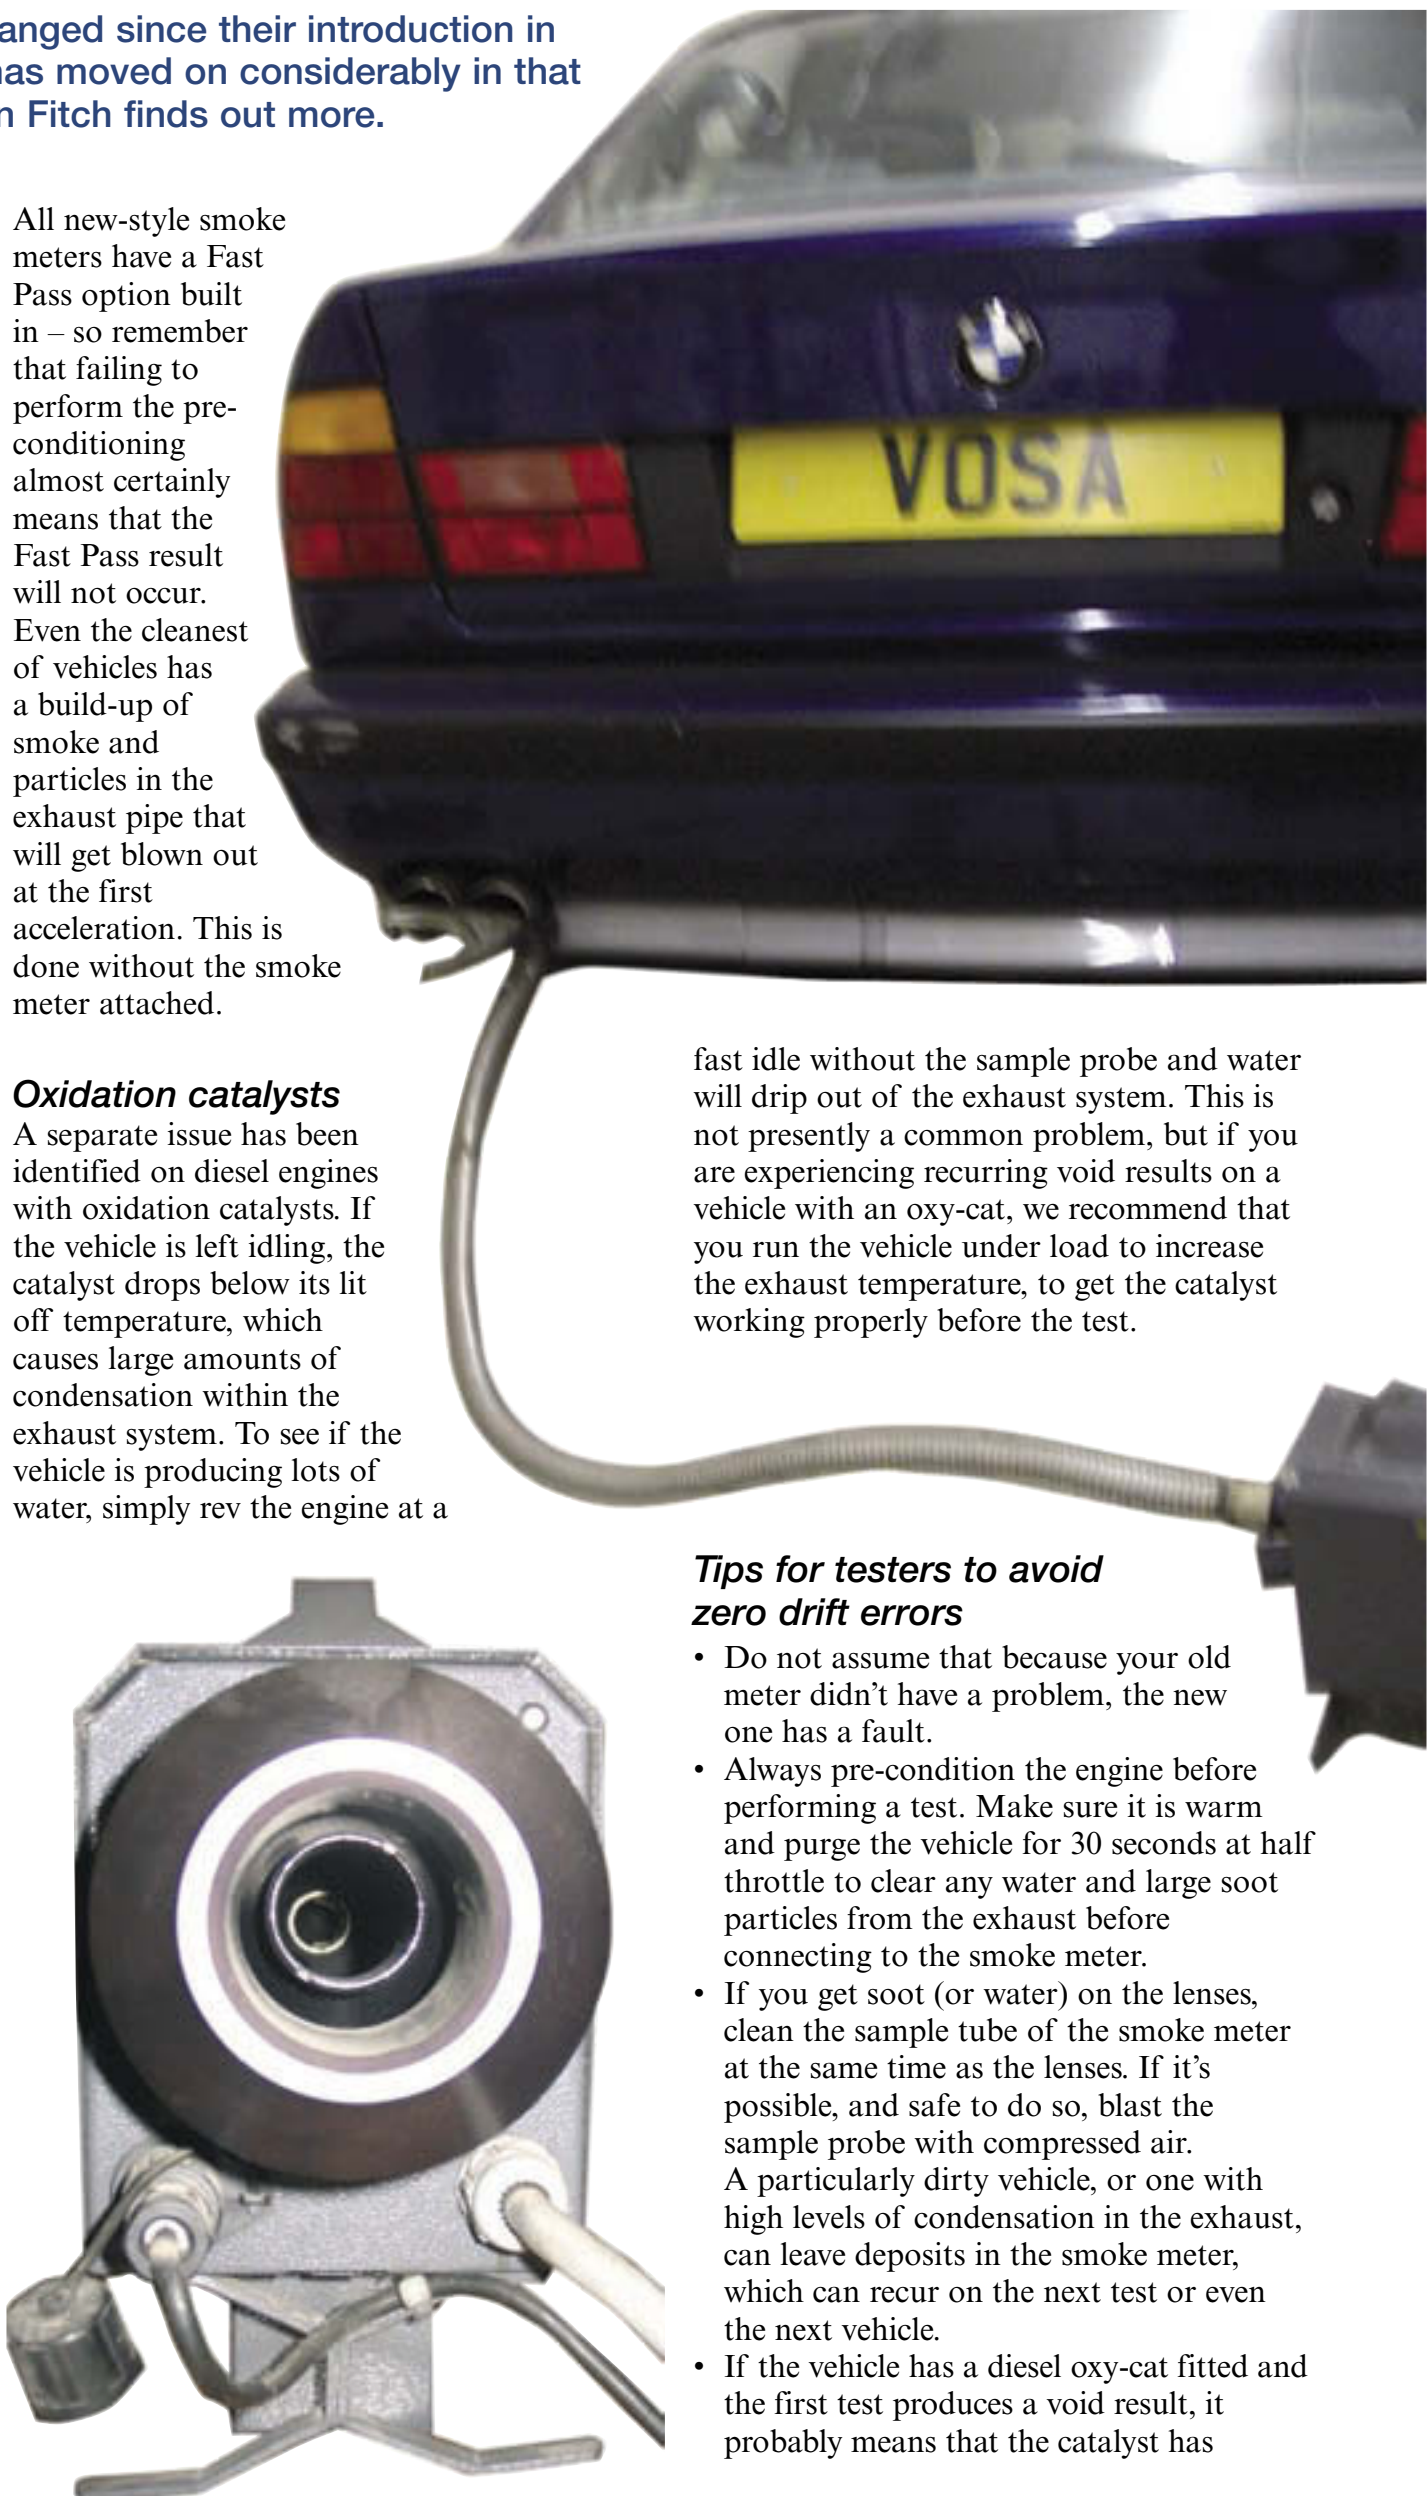 anged since their introduction in
has moved on considerably in that
n Fitch finds out more.
All new-style smoke
meters have a Fast
Pass option built
in – so remember
that failing to
perform the pre-
conditioning
almost certainly
means that the
Fast Pass result
will not occur.
Even the cleanest
of vehicles has
a build-up of
smoke and
particles in the
exhaust pipe that
will get blown out
at the first
acceleration. This is
done without the smoke
meter attached.
Oxidation catalysts
A separate issue has been
identified on diesel engines
with oxidation catalysts. If
the vehicle is left idling, the
catalyst drops below its lit
off temperature, which
causes large amounts of
condensation within the
exhaust system. To see if the
vehicle is producing lots of
water, simply rev the engine at a
VOSA
fast idle without the sample probe and water
will drip out of the exhaust system. This is
not presently a common problem, but if you
are experiencing recurring void results on a
vehicle with an oxy-cat, we recommend that
you run the vehicle under load to increase
the exhaust temperature, to get the catalyst
working properly before the test.
Tips for testers to avoid
zero drift errors
• Do not assume that because your old
meter didn’t have a problem, the new
one has a fault.
• Always pre-condition the engine before
performing a test. Make sure it is warm
and purge the vehicle for 30 seconds at half
throttle to clear any water and large soot
particles from the exhaust before
connecting to the smoke meter.
• If you get soot (or water) on the lenses,
clean the sample tube of the smoke meter
at the same time as the lenses. If it’s
possible, and safe to do so, blast the
sample probe with compressed air.
A particularly dirty vehicle, or one with
high levels of condensation in the exhaust,
can leave deposits in the smoke meter,
which can recur on the next test or even
the next vehicle.
• If the vehicle has a diesel oxy-cat fitted and
the first test produces a void result, it
probably means that the catalyst has